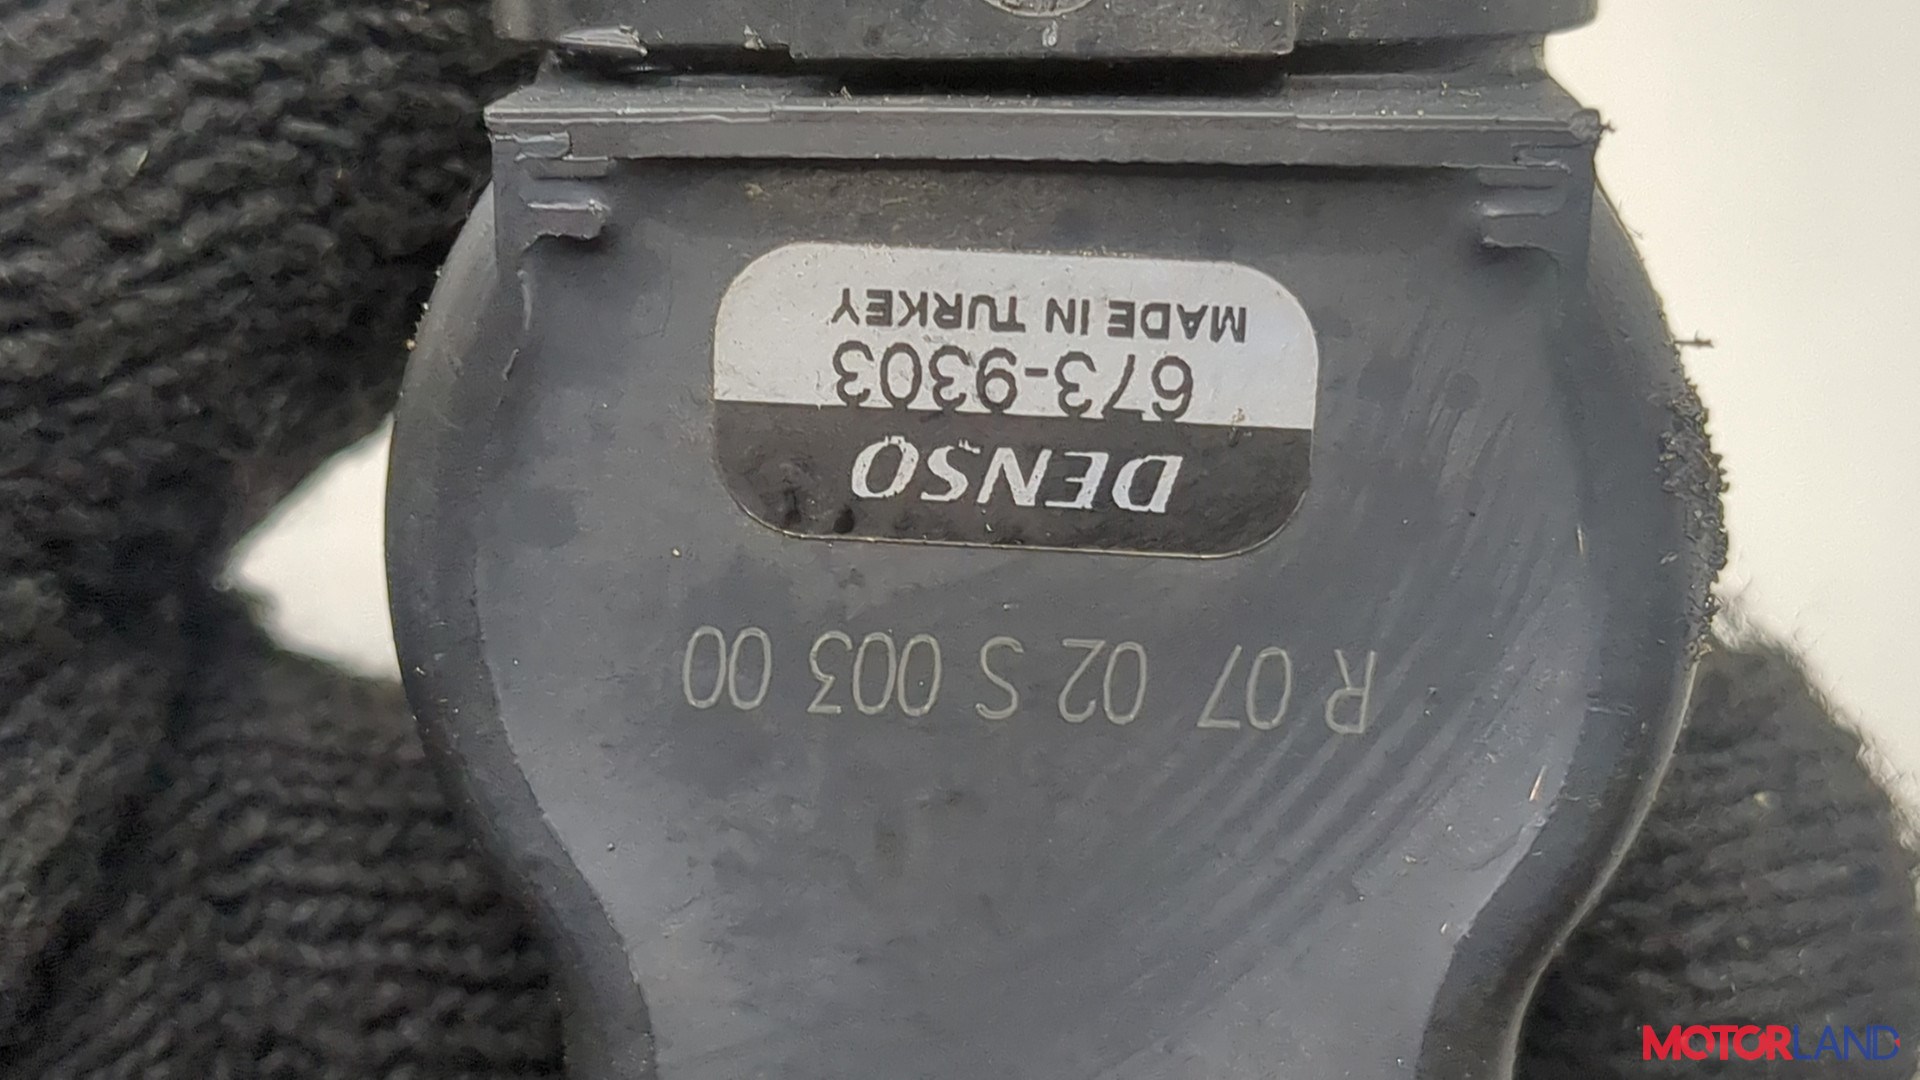 DENSO
673-9303
MADE IN TURKEY
R 07 02 S 003 00
MOTORLAND